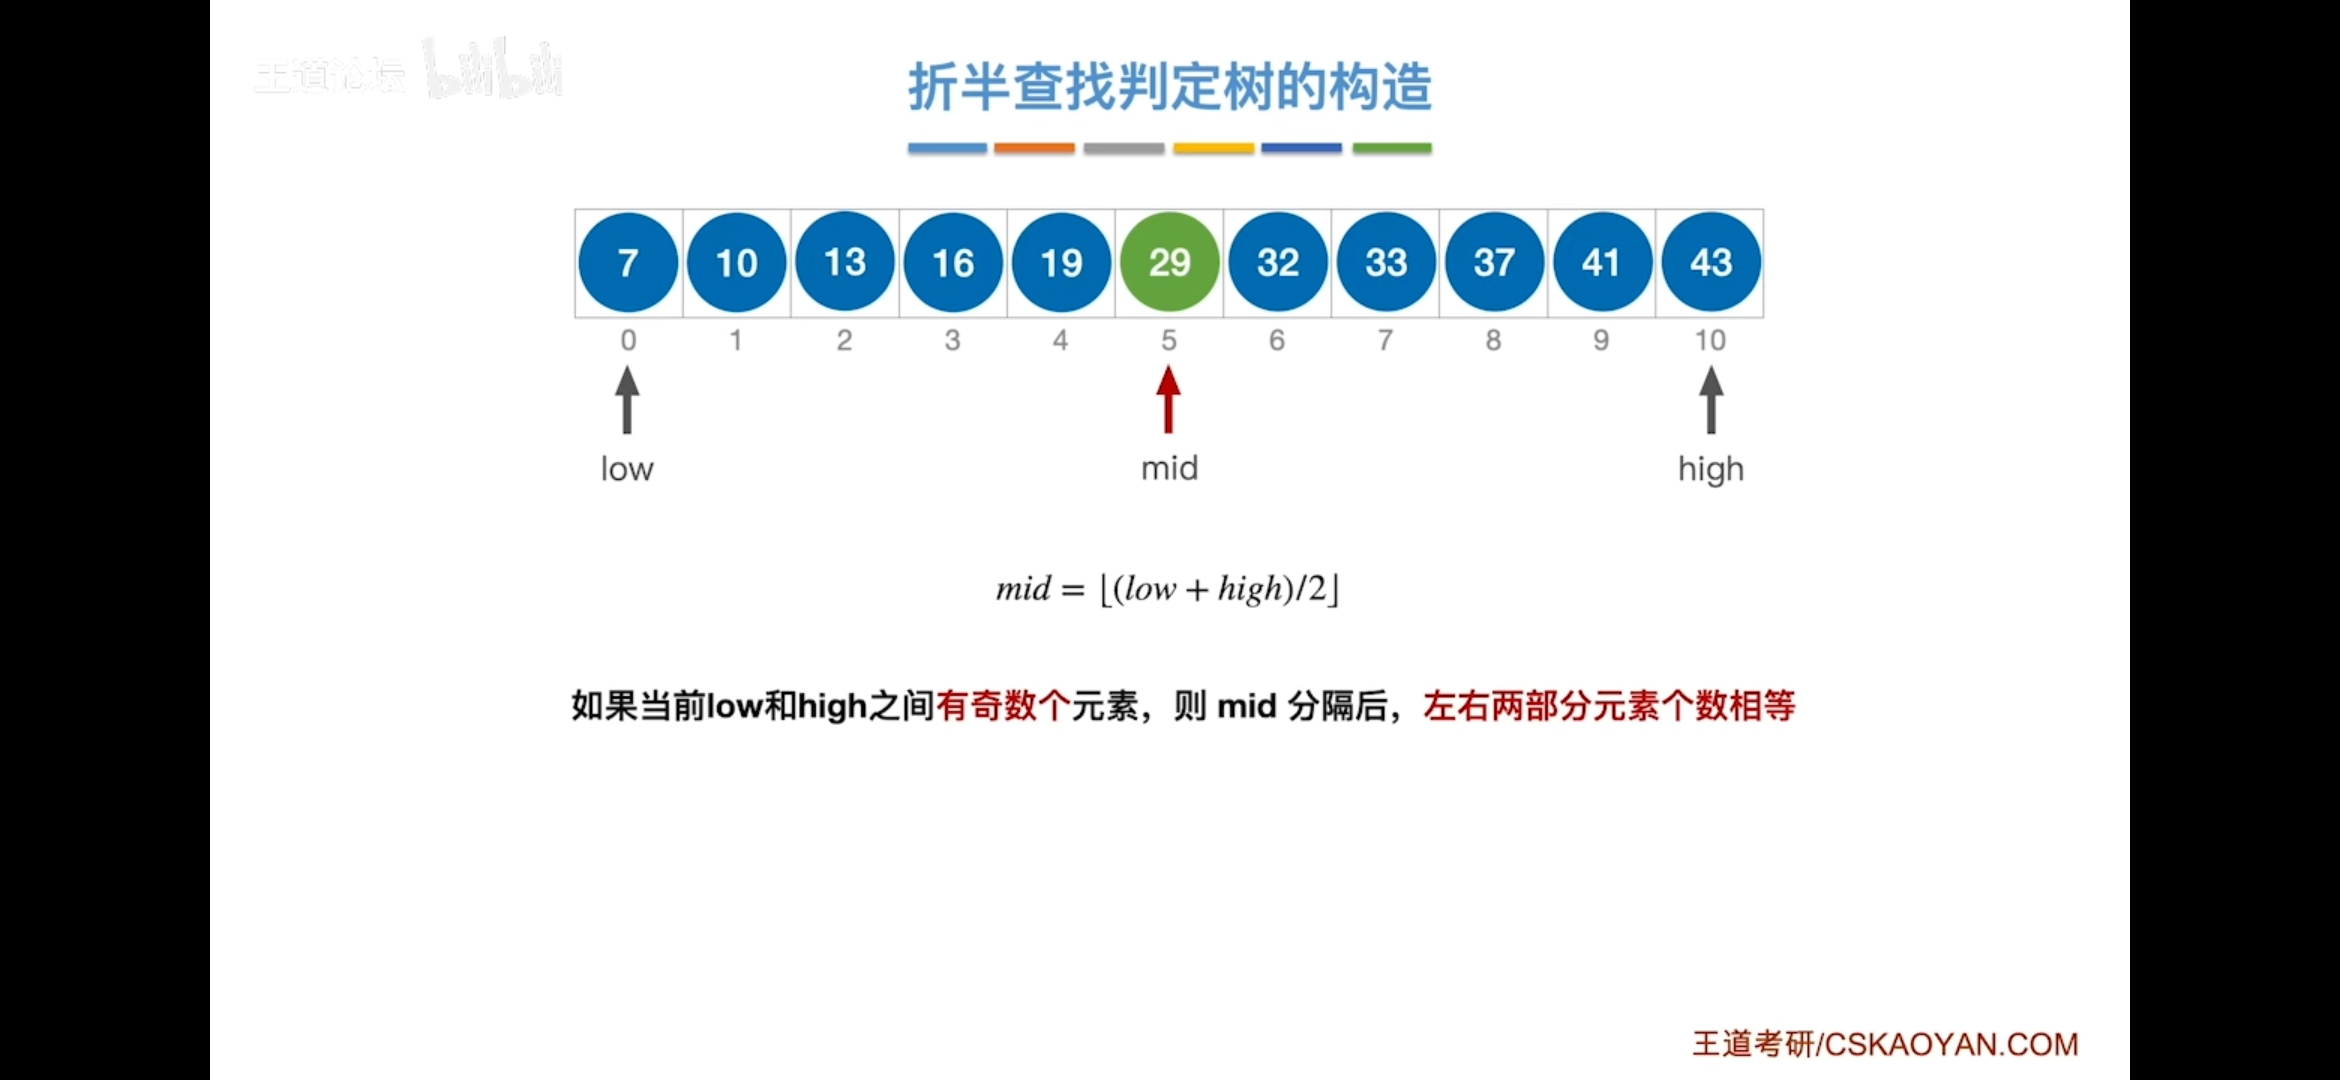 王道论坛 bilibili
折半查找判定树的构造
7 10 13 16 19 29 32 33 37 41 43
0 1 2 3 4 5 6 7 8 9 10
low mid high
mid = ⌊(low + high)/2⌋
如果当前low和high之间有奇数个元素，则 mid 分隔后，左右两部分元素个数相等
王道考研/CSKAOYAN.COM